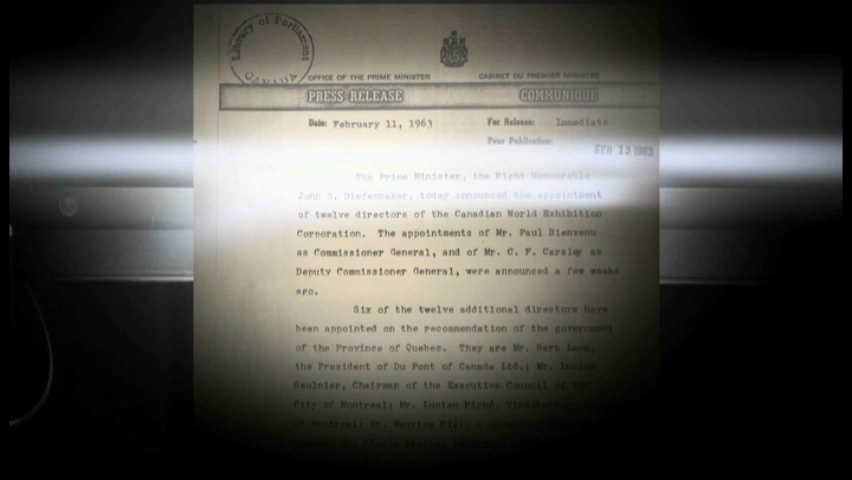 Library of Parliament
CANADA
OFFICE OF THE PRIME MINISTER CABINET DU PREMIER MINISTRE
PRESS RELEASE COMMUNIQUE
Date: February 11, 1963 For Release: Immediate
Pour Publication:
FEB 13 1963
The Prime Minister, the Right Honourable
John G. Diefenbaker, today announced the appointment
of twelve directors of the Canadian World Exhibition
Corporation. The appointments of Mr. Paul Bienvenu
as Commissioner General, and of Mr. C. F. Carsley as
Deputy Commissioner General, were announced a few weeks
ago.
Six of the twelve additional directors have
been appointed on the recommendation of the government
of the Province of Quebec. They are Mr. Herb Lank,
the President of Du Pont of Canada Ltd.; Mr. Lucien
Saulnier, Chairman of the Executive Council of the
City of Montreal; Mr. Lucien Piché,
of Montreal; Mr. Maurice